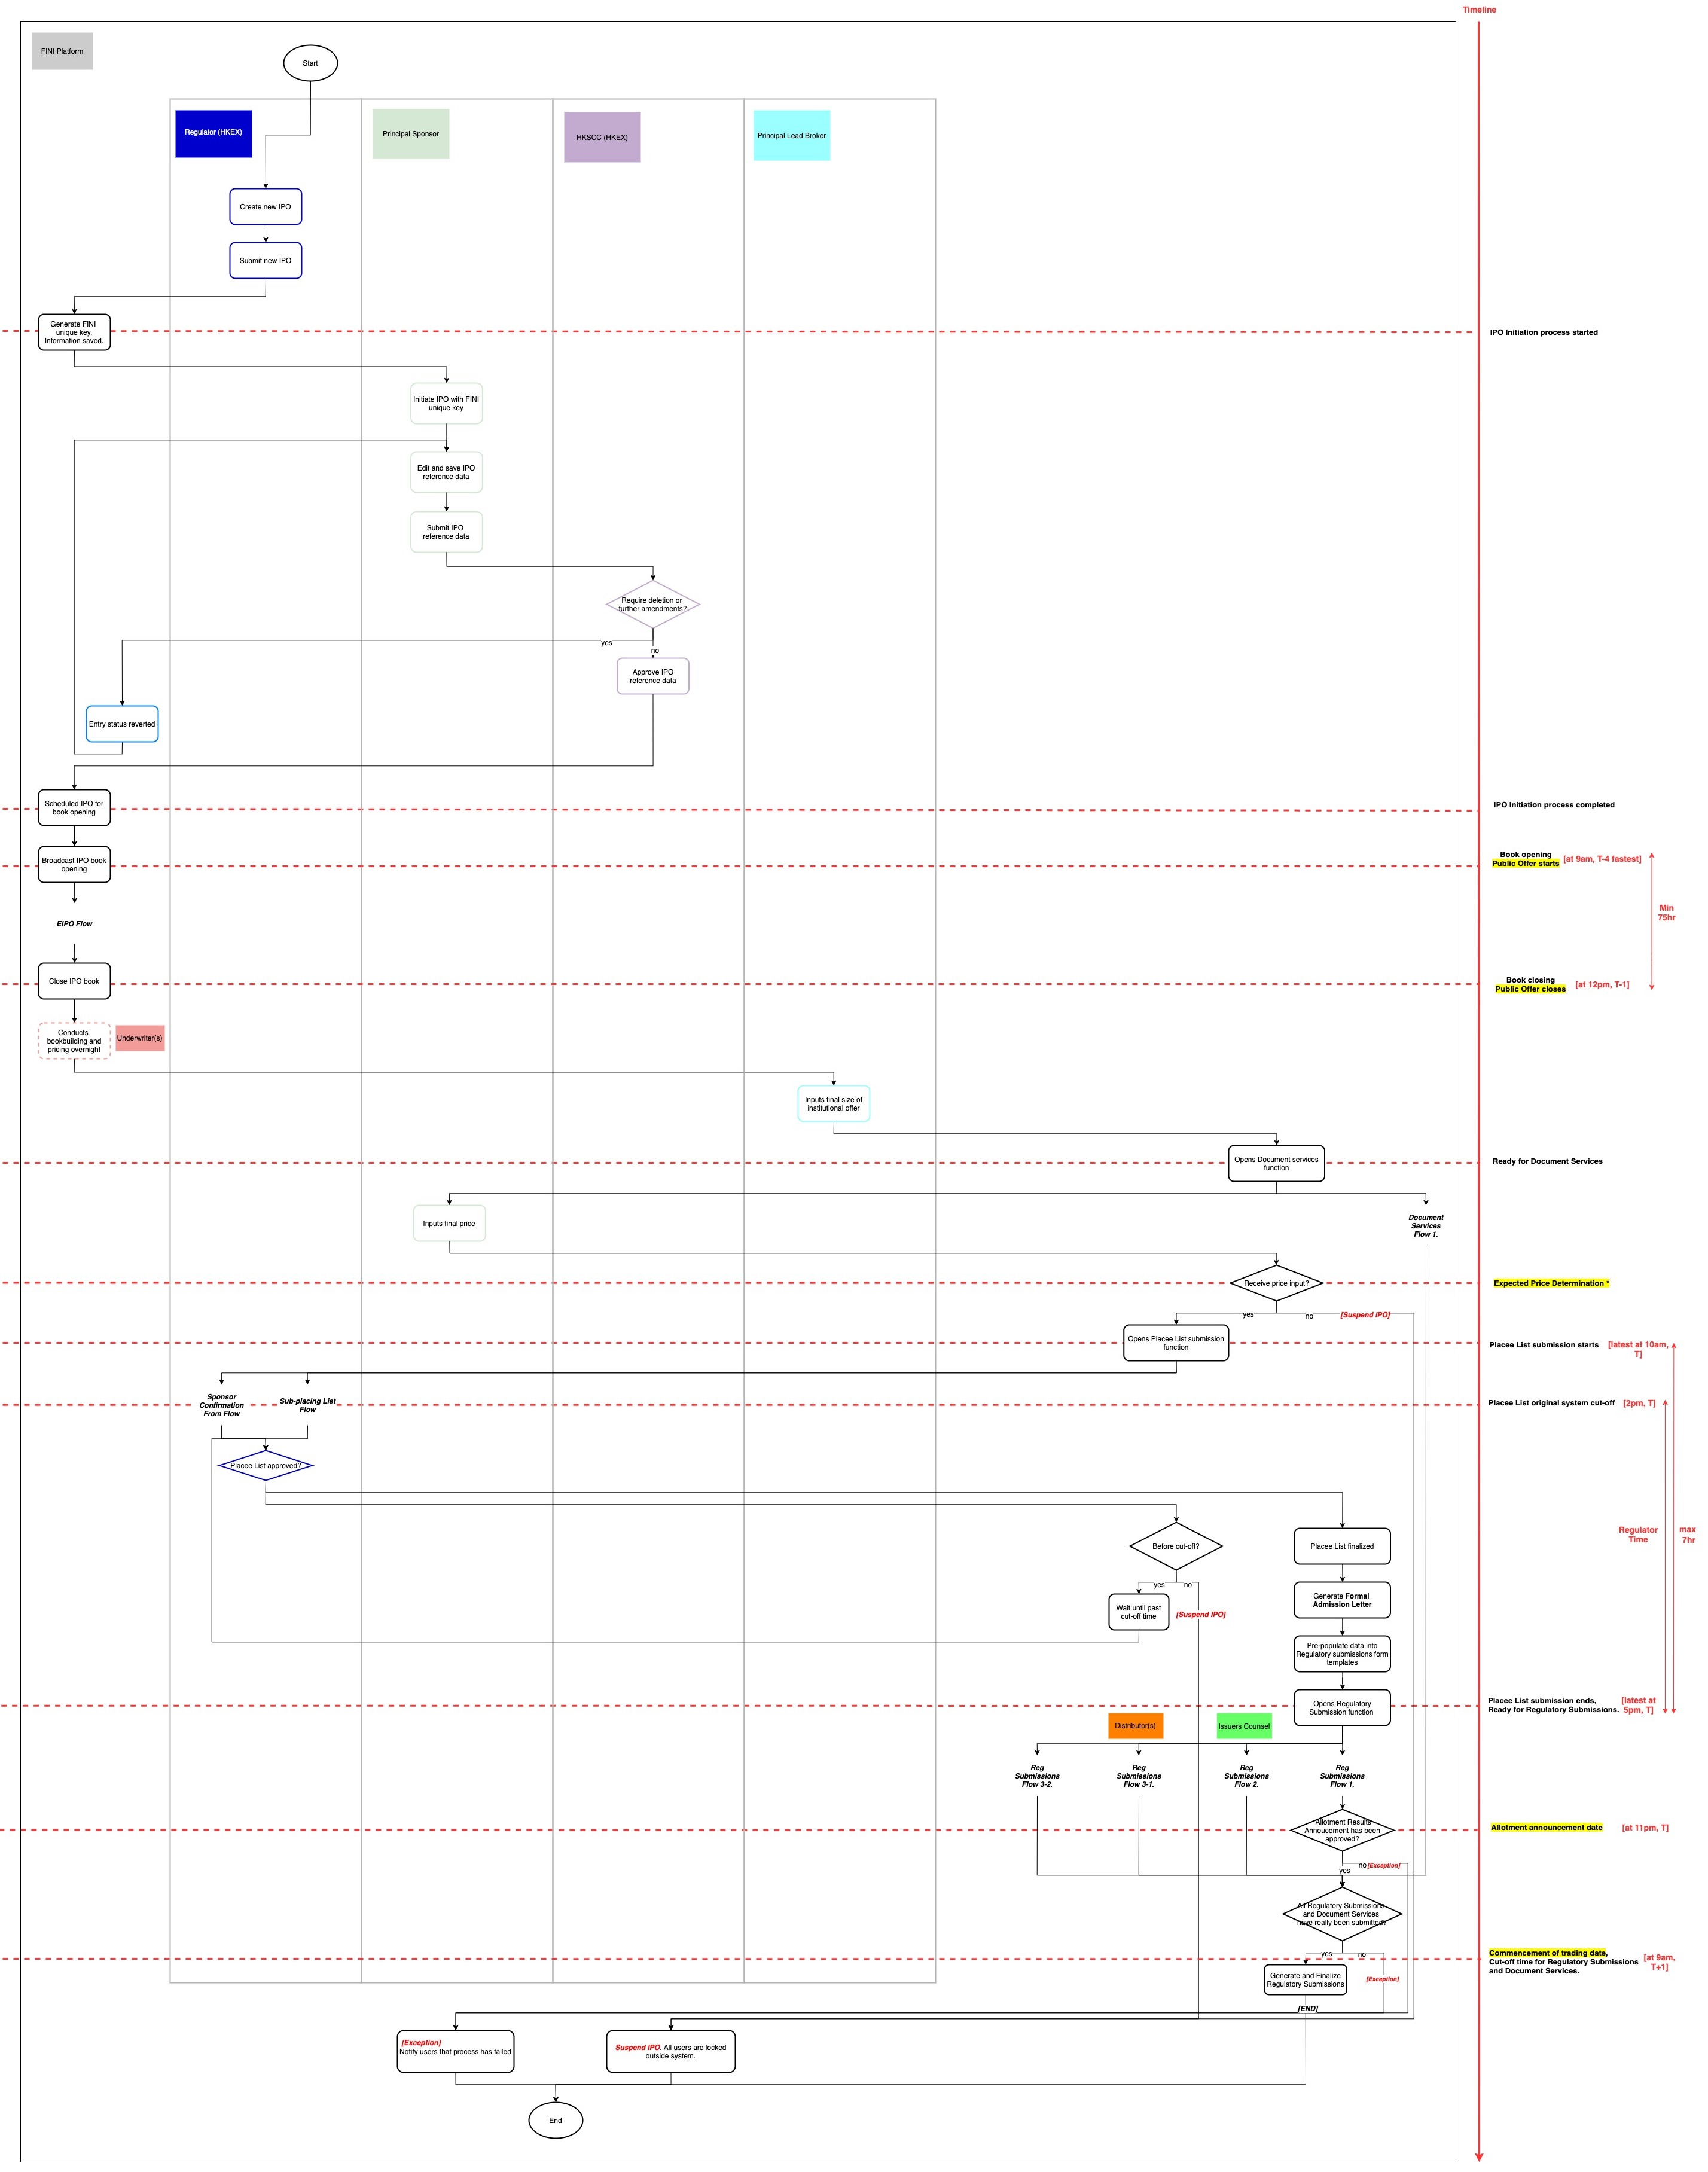 Timeline
FINI Platform
Start
Regulator (HKEX)
Principal Sponsor
HKSCC (HKEX)
Principal Lead Broker
Create new IPO
Submit new IPO
Generate FINI
unique key.
Information saved.
IPO Initiation process started
Initiate IPO with FINI
unique key
Edit and save IPO
reference data
Submit IPO
reference data
Require deletion or
further amendments?
yes
no
Approve IPO
reference data
Entry status reverted
Scheduled IPO for
book opening
IPO Initiation process completed
Broadcast IPO book
opening
Book opening
Public Offer starts
[at 9am, T-4 fastest]
Min
75hr
EIPO Flow
Close IPO book
Book closing
Public Offer closes
[at 12pm, T-1]
Conducts
bookbuilding and
pricing overnight
Underwriter(s)
Inputs final size of
institutional offer
Opens Document services
function
Ready for Document Services
Inputs final price
Document
Services
Flow 1.
Receive price input?
Expected Price Determination *
yes
no
[Suspend IPO]
Opens Placee List submission
function
Placee List submission starts
[latest at 10am,
T]
Sponsor
Confirmation
From Flow
Sub-placing List
Flow
Placee List original system cut-off
[2pm, T]
Placee List approved?
Before cut-off?
Placee List finalized
Regulator
Time
max
7hr
yes
no
Wait until past
cut-off time
[Suspend IPO]
Generate Formal
Admission Letter
Pre-populate data into
Regulatory submissions form
templates
Opens Regulatory
Submission function
Placee List submission ends,
Ready for Regulatory Submissions.
[latest at
5pm, T]
Distributor(s)
Issuers Counsel
Reg
Submissions
Flow 3-2.
Reg
Submissions
Flow 3-1.
Reg
Submissions
Flow 2.
Reg
Submissions
Flow 1.
Allotment Results
Annoucement has been
approved?
Allotment announcement date
[at 11pm, T]
no
[Exception]
yes
All Regulatory Submissions
and Document Services
have really been submitted?
yes
no
Commencement of trading date,
Cut-off time for Regulatory Submissions
and Document Services.
[at 9am,
T+1]
Generate and Finalize
Regulatory Submissions
[Exception]
[END]
[Exception]
Notify users that process has failed
Suspend IPO. All users are locked
outside system.
End